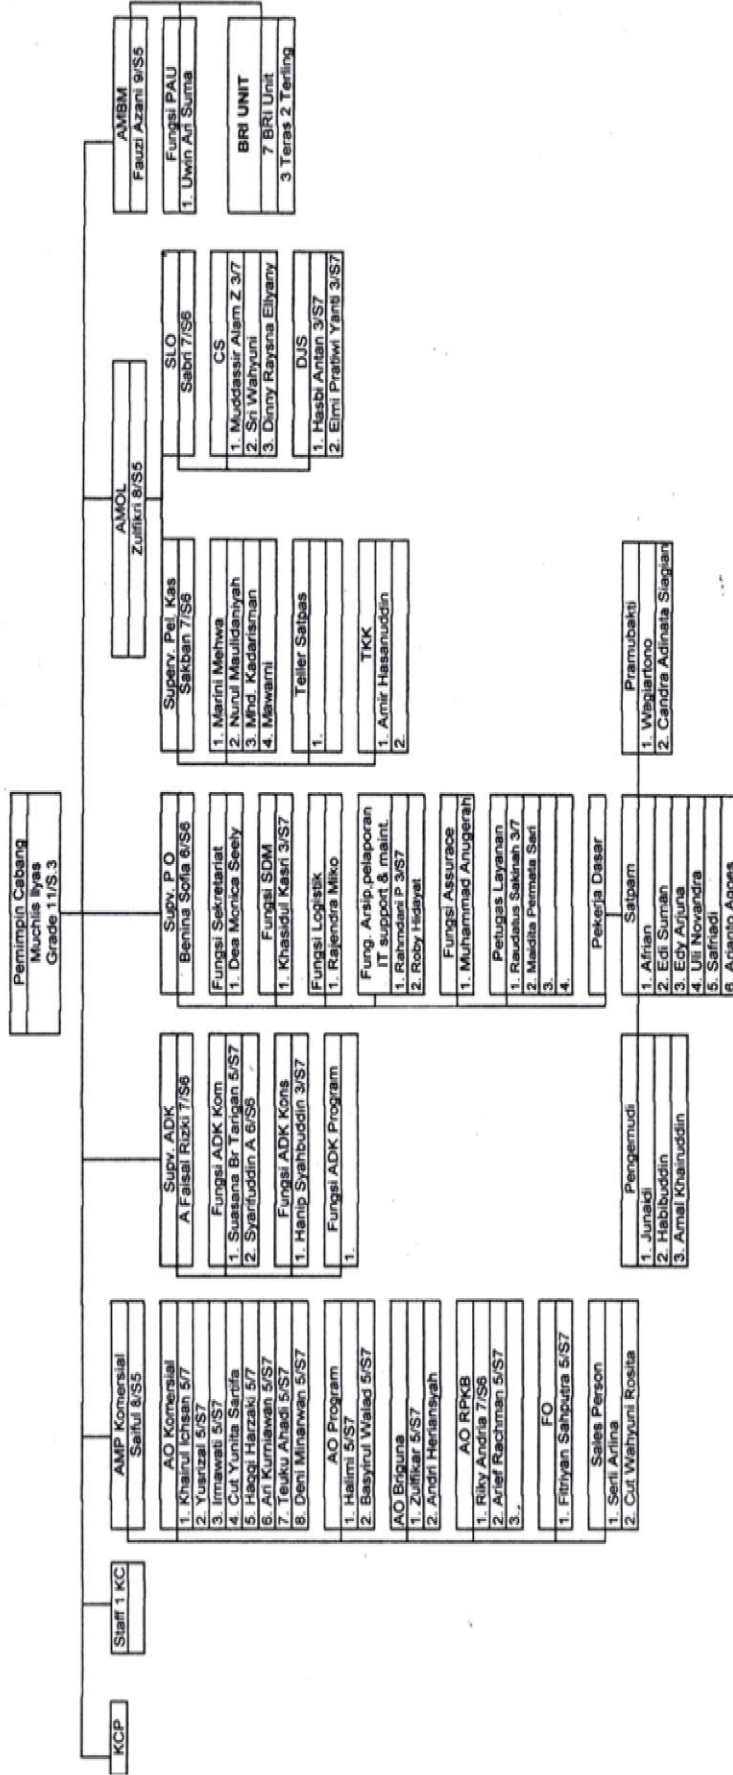 Pemimpin Cabang
Muchlis Ilyas
Grade 11/S.3
KCP
Staff 1 KC
AMP Komersial
Saiful 8/S5
AO Komersial
1. Khairul Ichsan 5/7
2. Yusrizal 5/S7
3. Irmawati 5/S7
4. Cut Yunita Sartifa
5. Haqqi Harzaki 5/7
6. Ari Kurniawan 5/S7
7. Teuku Ahadi 5/S7
8. Deni Minarwan 5/S7
AO Program
1. Halimi 5/S7
2. Basyirul Walad 5/S7
AO Briguna
1. Zulfikar 5/S7
2. Andri Heriansyah
AO RPKB
1. Riky Andria 7/S6
2. Arief Rachman 5/S7
3.
FO
1. Fitriyan Sahputra 5/S7
Sales Person
1. Serli Arlina
2. Cut Wahyuni Rosita
Supv. ADK
A Faisal Rizki 7/S6
Fungsi ADK Kom
1. Suasana Br Tarigan 5/S7
2. Syarifuddin A 6/S6
Fungsi ADK Kons
1. Hanip Syahbuddin 3/S7
Fungsi ADK Program
1.
Supv. P O
Benina Sofia 6/S6
Fungsi Sekretariat
1. Dea Monica Seely
Fungsi SDM
1. Khasidul Kasri 3/S7
Fungsi Logistik
1. Rajendra Miko
Fung. Arsip,pelaporan
IT support & maint.
1. Rahmdani P 3/S7
2. Roby Hidayat
Fungsi Assurace
1. Muhammad Anugerah
Petugas Layanan
1. Raudatus Sakinah 3/7
2. Maidita Permata Sari
3.
4.
Pekerja Dasar
Pengemudi
1. Junaidi
2. Habibuddin
3. Amal Khairuddin
Satpam
1. Afrian
2. Edi Suman
3. Edy Arjuna
4. Uli Novandra
5. Safriadi
6. Arianto Agoes
Pramubakti
1. Wagiartono
2. Candra Adinata Siagian
AMOL
Zulfikri 8/S5
Superv. Pel. Kas
Sakban 7/S6
1. Marini Mehwa
2. Nurul Maulidaniyah
3. Mhd. Kadarisman
4. Mawarni
Teller Satpas
1.
TKK
1. Amir Hasanuddin
2.
SLO
Sabri 7/S6
CS
1. Muddassir Alam Z 3/7
2. Sri Wahyuni
3. Dinny Raysna Ellyany
DJS
1. Hasbi Antan 3/S7
2. Elmi Pratiwi Yanti 3/S7
AMBM
Fauzi Azani 9/S5
Fungsi PAU
1. Uwin Ari Suma
BRI UNIT
7 BRI Unit
3 Teras 2 Terling